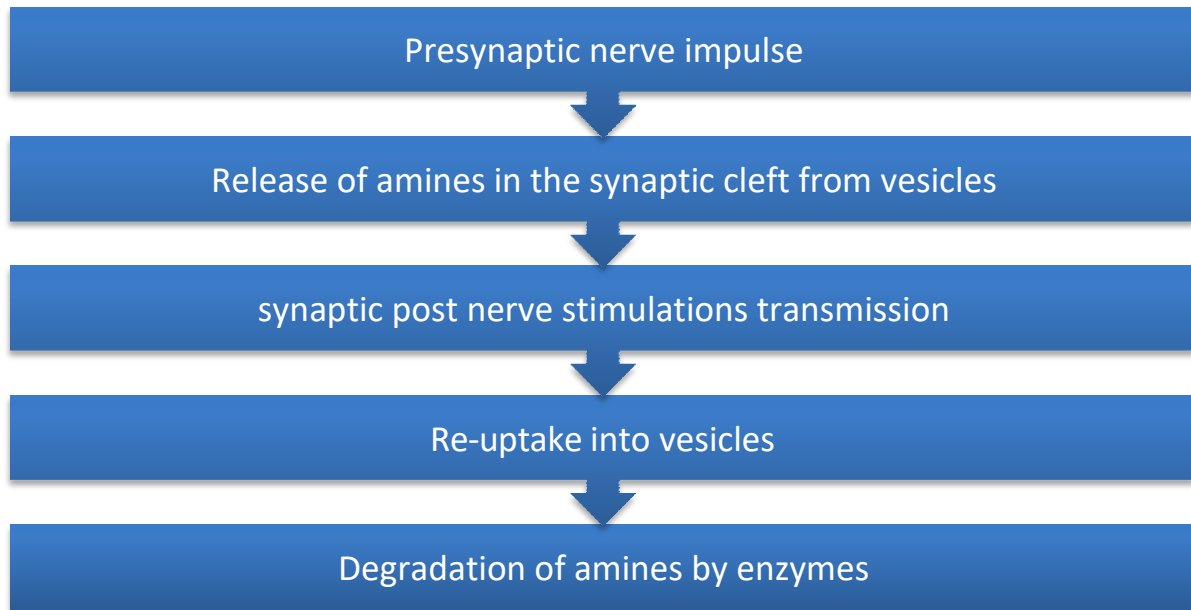 Presynaptic nerve impulse
Release of amines in the synaptic cleft from vesicles
synaptic post nerve stimulations transmission
Re-uptake into vesicles
Degradation of amines by enzymes